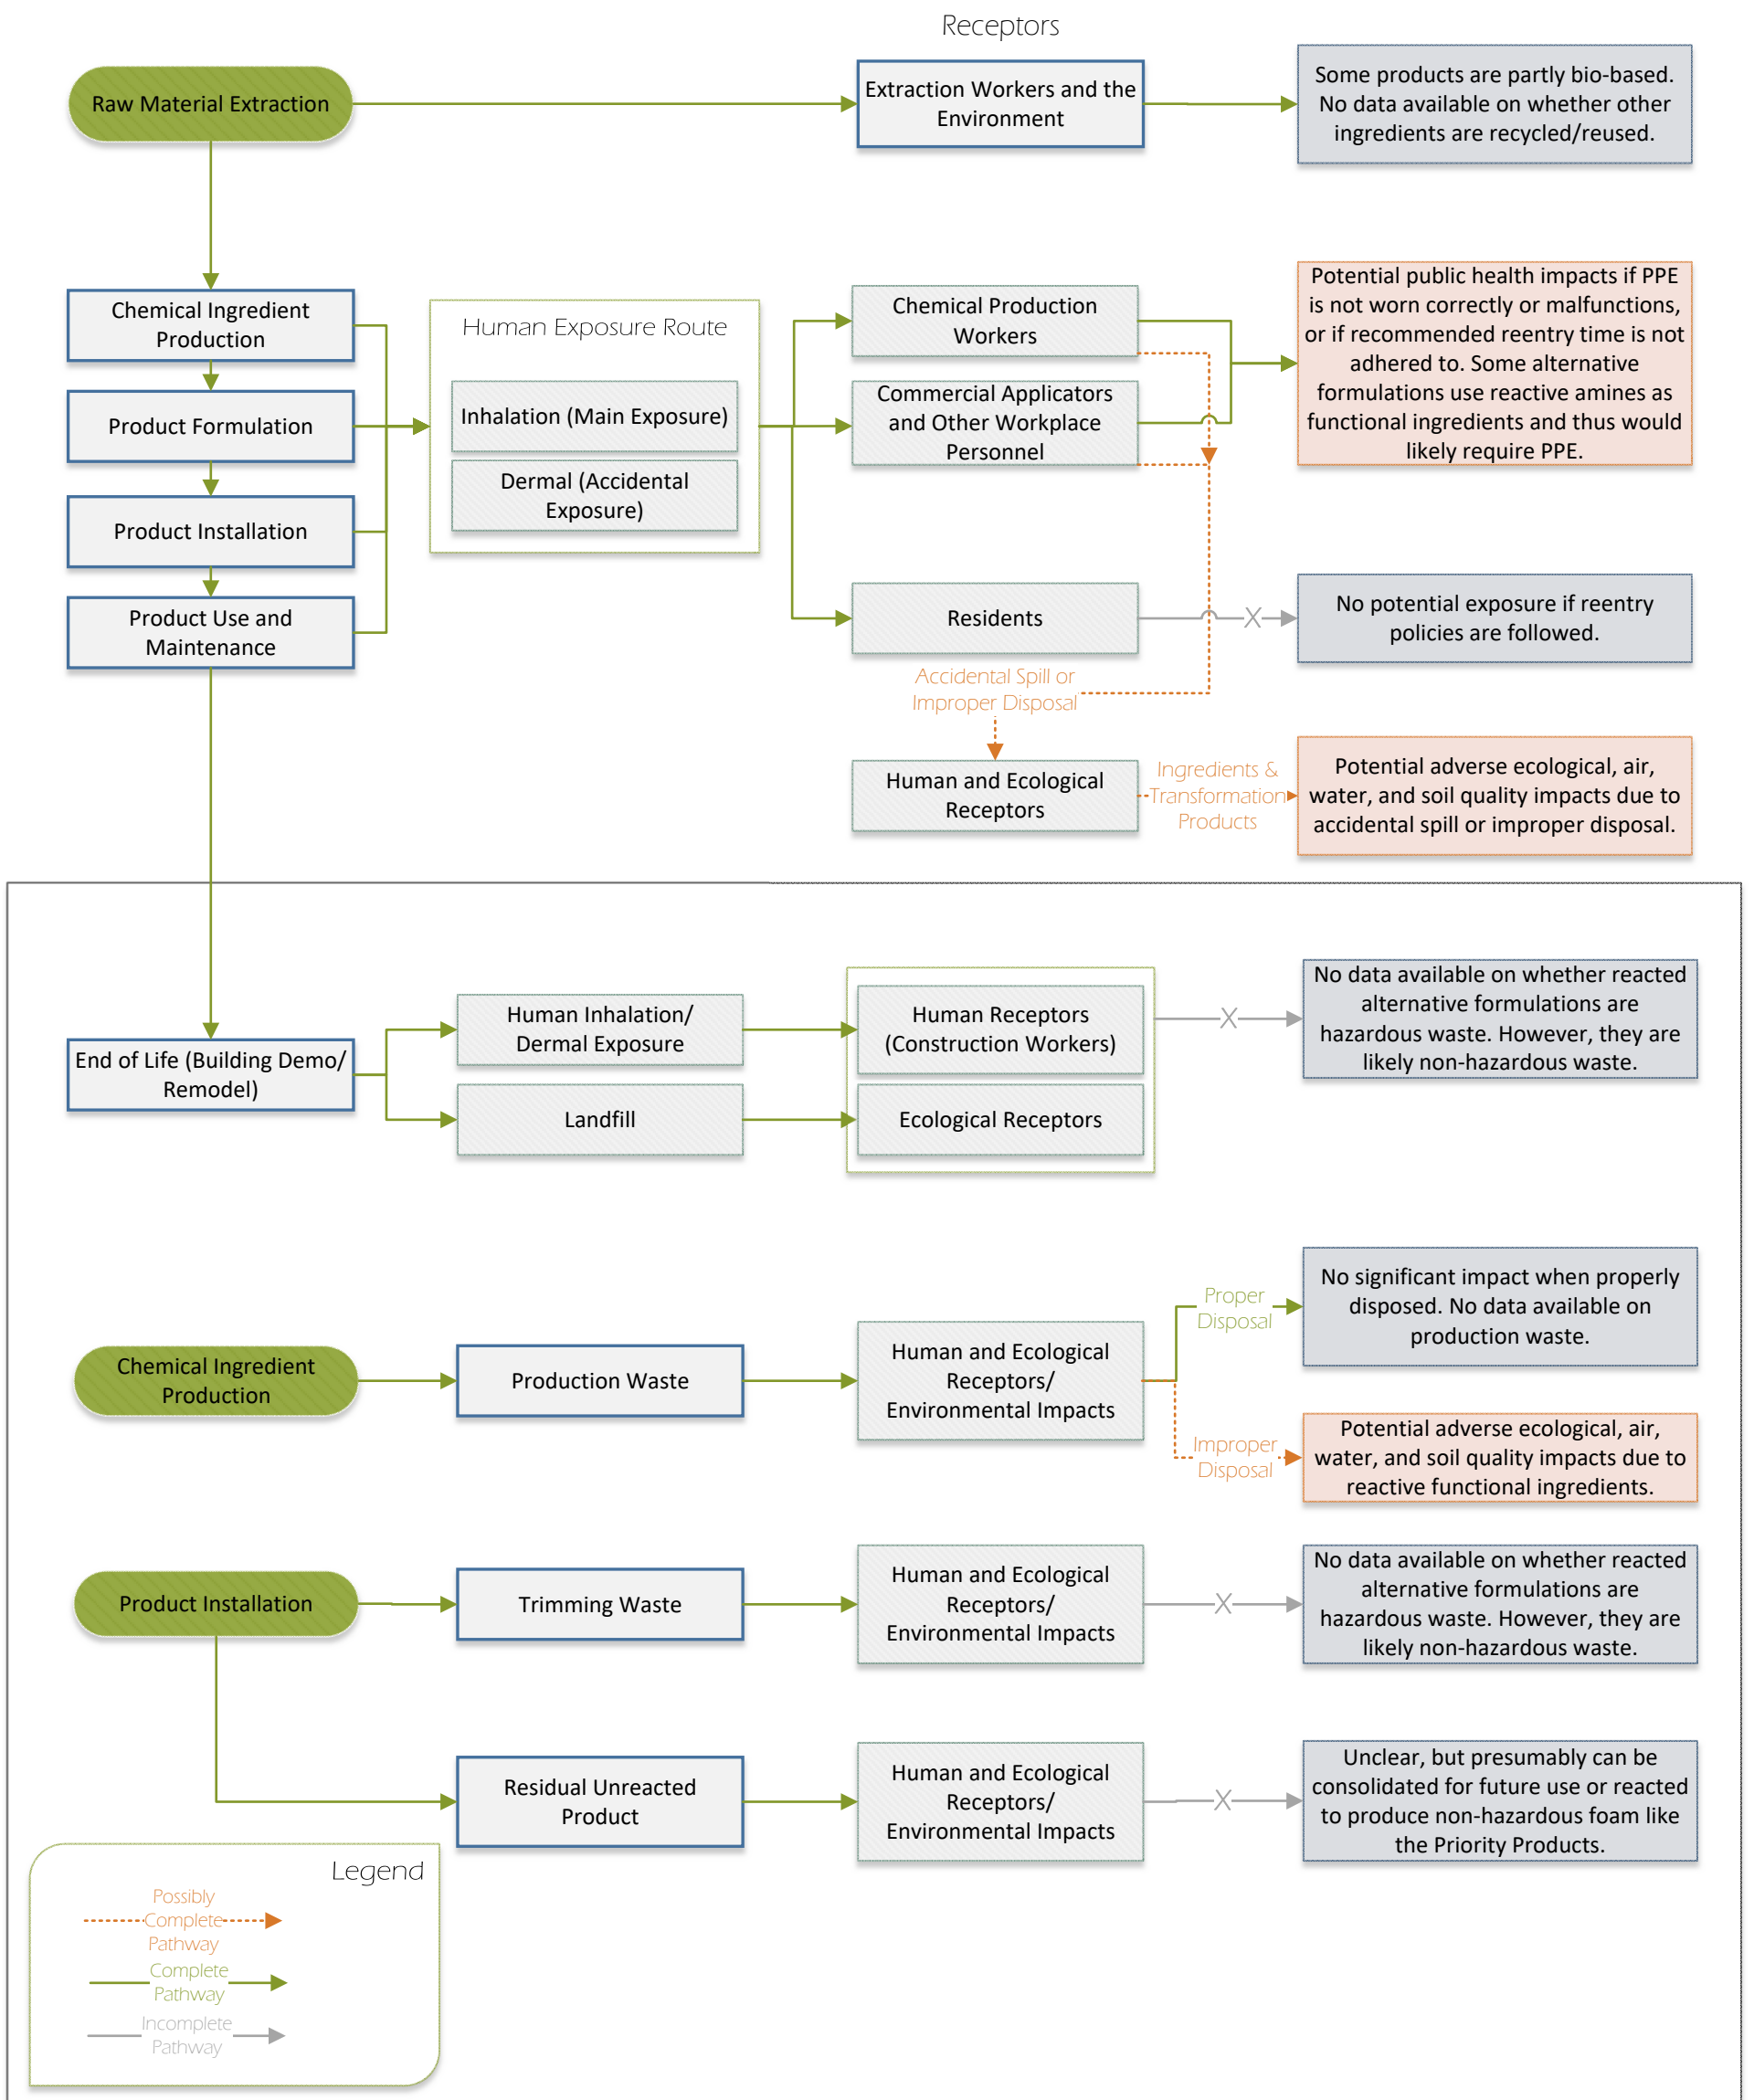 Receptors
Raw Material Extraction
Extraction Workers and the
Environment
Some products are partly bio-based.
No data available on whether other
ingredients are recycled/reused.
Chemical Ingredient
Production
Product Formulation
Product Installation
Product Use and
Maintenance
Human Exposure Route
Inhalation (Main Exposure)
Dermal (Accidental
Exposure)
Chemical Production
Workers
Commercial Applicators
and Other Workplace
Personnel
Residents
Potential public health impacts if PPE
is not worn correctly or malfunctions,
or if recommended reentry time is not
adhered to. Some alternative
formulations use reactive amines as
functional ingredients and thus would
likely require PPE.
X
No potential exposure if reentry
policies are followed.
Accidental Spill or
Improper Disposal
Human and Ecological
Receptors
Ingredients &
Transformation
Products
Potential adverse ecological, air,
water, and soil quality impacts due to
accidental spill or improper disposal.
End of Life (Building Demo/
Remodel)
Human Inhalation/
Dermal Exposure
Landfill
Human Receptors
(Construction Workers)
Ecological Receptors
X
No data available on whether reacted
alternative formulations are
hazardous waste. However, they are
likely non-hazardous waste.
Chemical Ingredient
Production
Production Waste
Human and Ecological
Receptors/
Environmental Impacts
Proper
Disposal
No significant impact when properly
disposed. No data available on
production waste.
Improper
Disposal
Potential adverse ecological, air,
water, and soil quality impacts due to
reactive functional ingredients.
Product Installation
Trimming Waste
Human and Ecological
Receptors/
Environmental Impacts
X
No data available on whether reacted
alternative formulations are
hazardous waste. However, they are
likely non-hazardous waste.
Residual Unreacted
Product
Human and Ecological
Receptors/
Environmental Impacts
X
Unclear, but presumably can be
consolidated for future use or reacted
to produce non-hazardous foam like
the Priority Products.
Legend
Possibly
Complete
Pathway
Complete
Pathway
Incomplete
Pathway